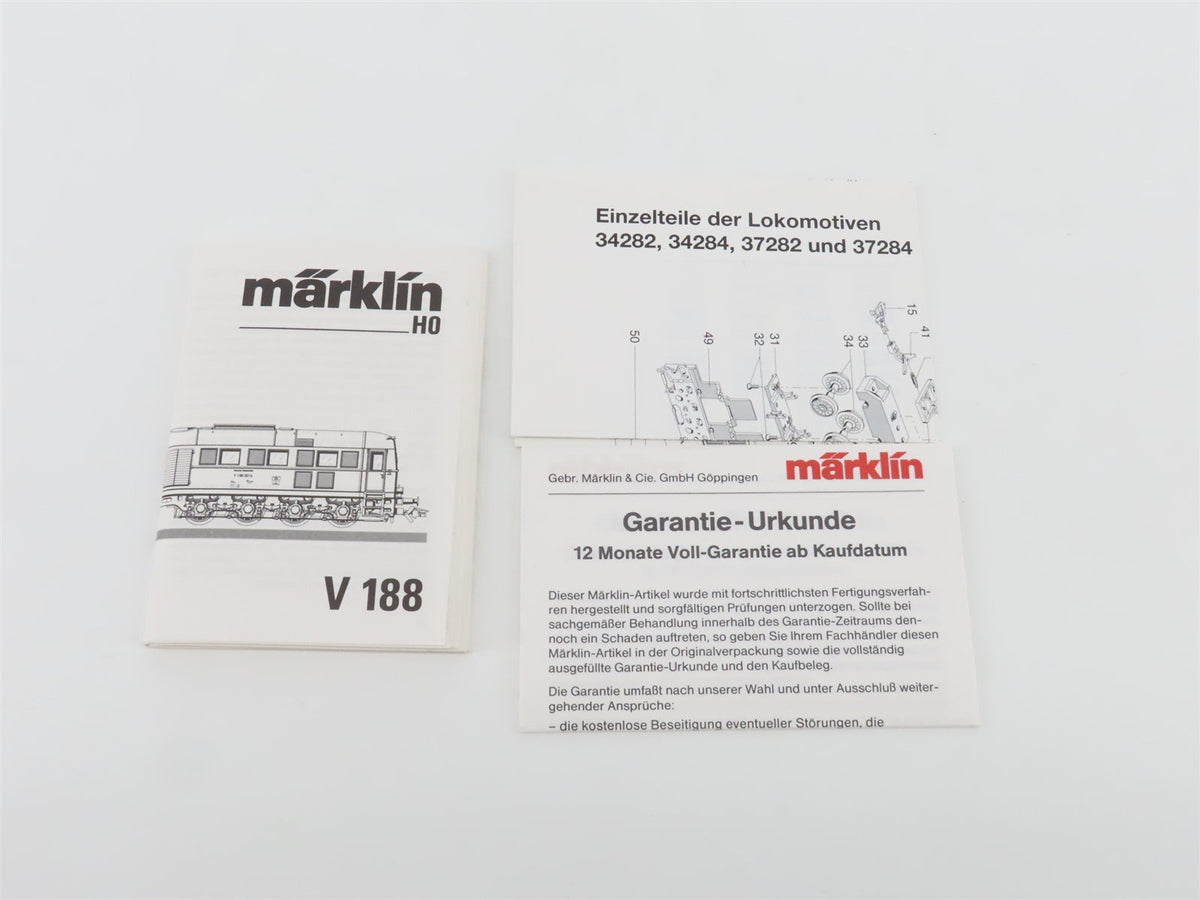 märklín
HO
V 188
Einzelteile der Lokomotiven
34282, 34284, 37282 und 37284
15
41
50
49
32
31
34
33
Gebr. Märklin & Cie. GmbH Göppingen
märklín
Garantie-Urkunde
12 Monate Voll-Garantie ab Kaufdatum
Dieser Märklin-Artikel wurde mit fortschrittlichsten Fertigungsverfah-
ren hergestellt und sorgfältigen Prüfungen unterzogen. Sollte bei
sachgemäßer Behandlung innerhalb des Garantie-Zeitraums den-
noch ein Schaden auftreten, so geben Sie Ihrem Fachhändler diesen
Märklin-Artikel in der Originalverpackung sowie die vollständig
ausgefüllte Garantie-Urkunde und den Kaufbeleg.
Die Garantie umfaßt nach unserer Wahl und unter Ausschluß weiter-
gehender Ansprüche:
– die kostenlose Beseitigung eventueller Störungen, die